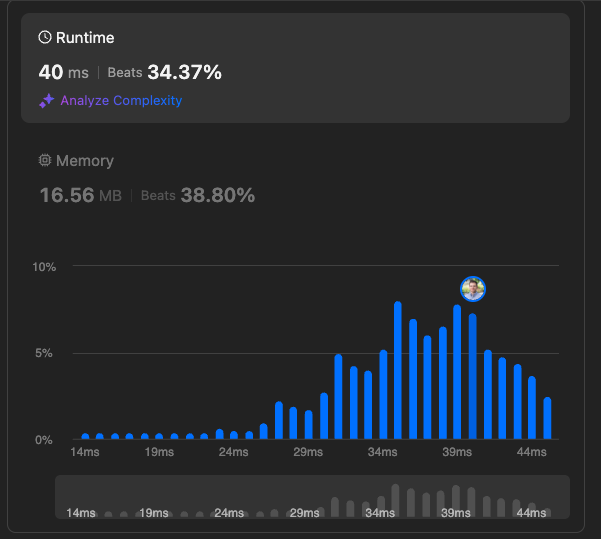 Runtime
40 ms | Beats 34.37%
Analyze Complexity
Memory
16.56 MB | Beats 38.80%
10%
5%
0%
14ms 19ms 24ms 29ms 34ms 39ms 44ms
14ms 19ms 24ms 29ms 34ms 39ms 44ms